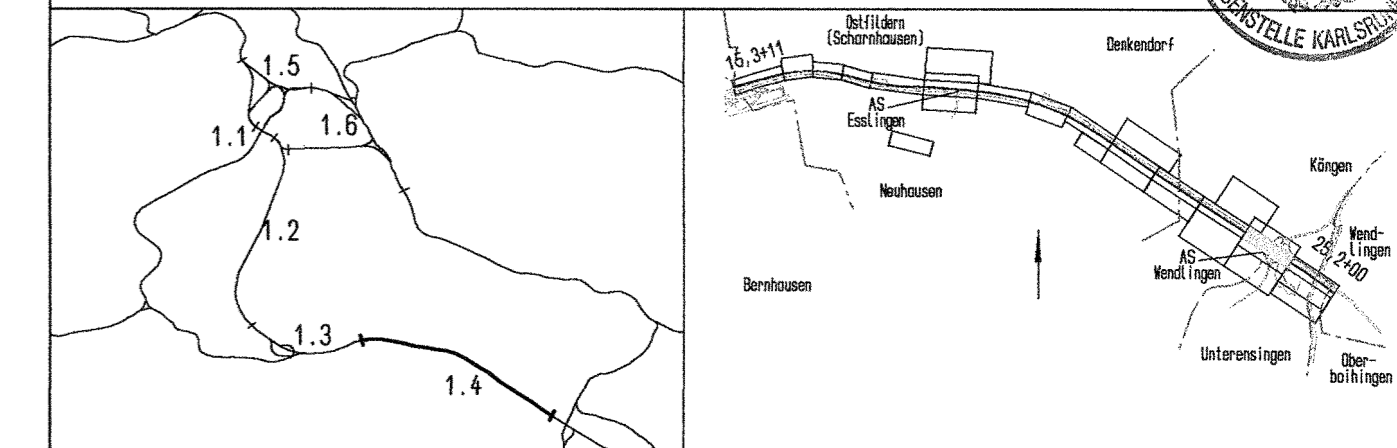 1.5
1.1
1.6
1.2
1.3
1.4
STELLE KARLSRU
Ostfildern
(Scharnhausen)
Denkendorf
15,3+11
AS
Esslingen
Neuhausen
Köngen
Wend-
lingen
25,2+00
AS
Wendlingen
Bernhausen
Unterensingen
Ober-
boihingen